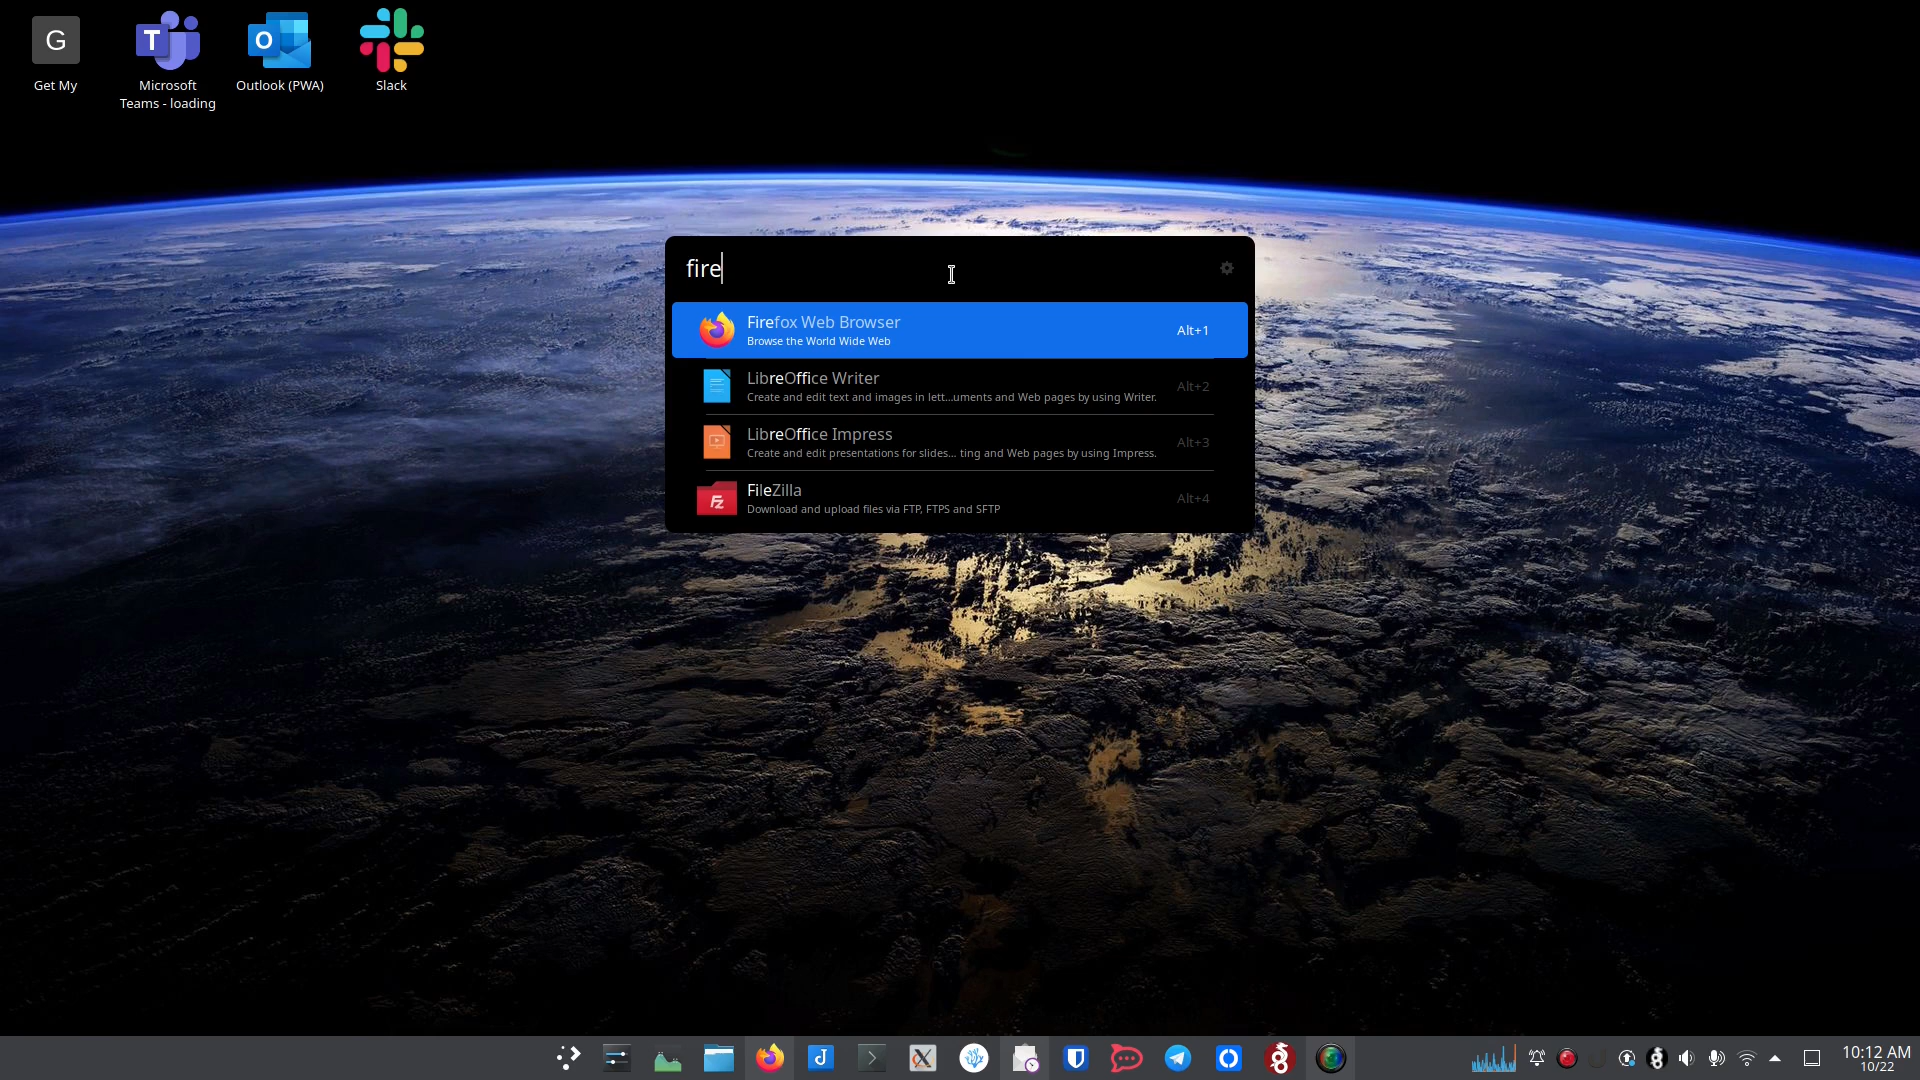 G
Get My
T
Microsoft
Teams - loading
O
Outlook (PWA)
Slack
fire
Firefox Web Browser
Browse the World Wide Web
Alt+1
LibreOffice Writer
Create and edit text and images in lett...uments and Web pages by using Writer.
Alt+2
LibreOffice Impress
Create and edit presentations for slides... ting and Web pages by using Impress.
Alt+3
Fz
FileZilla
Download and upload files via FTP, FTPS and SFTP
Alt+4
J
X
10:12 AM
10/22